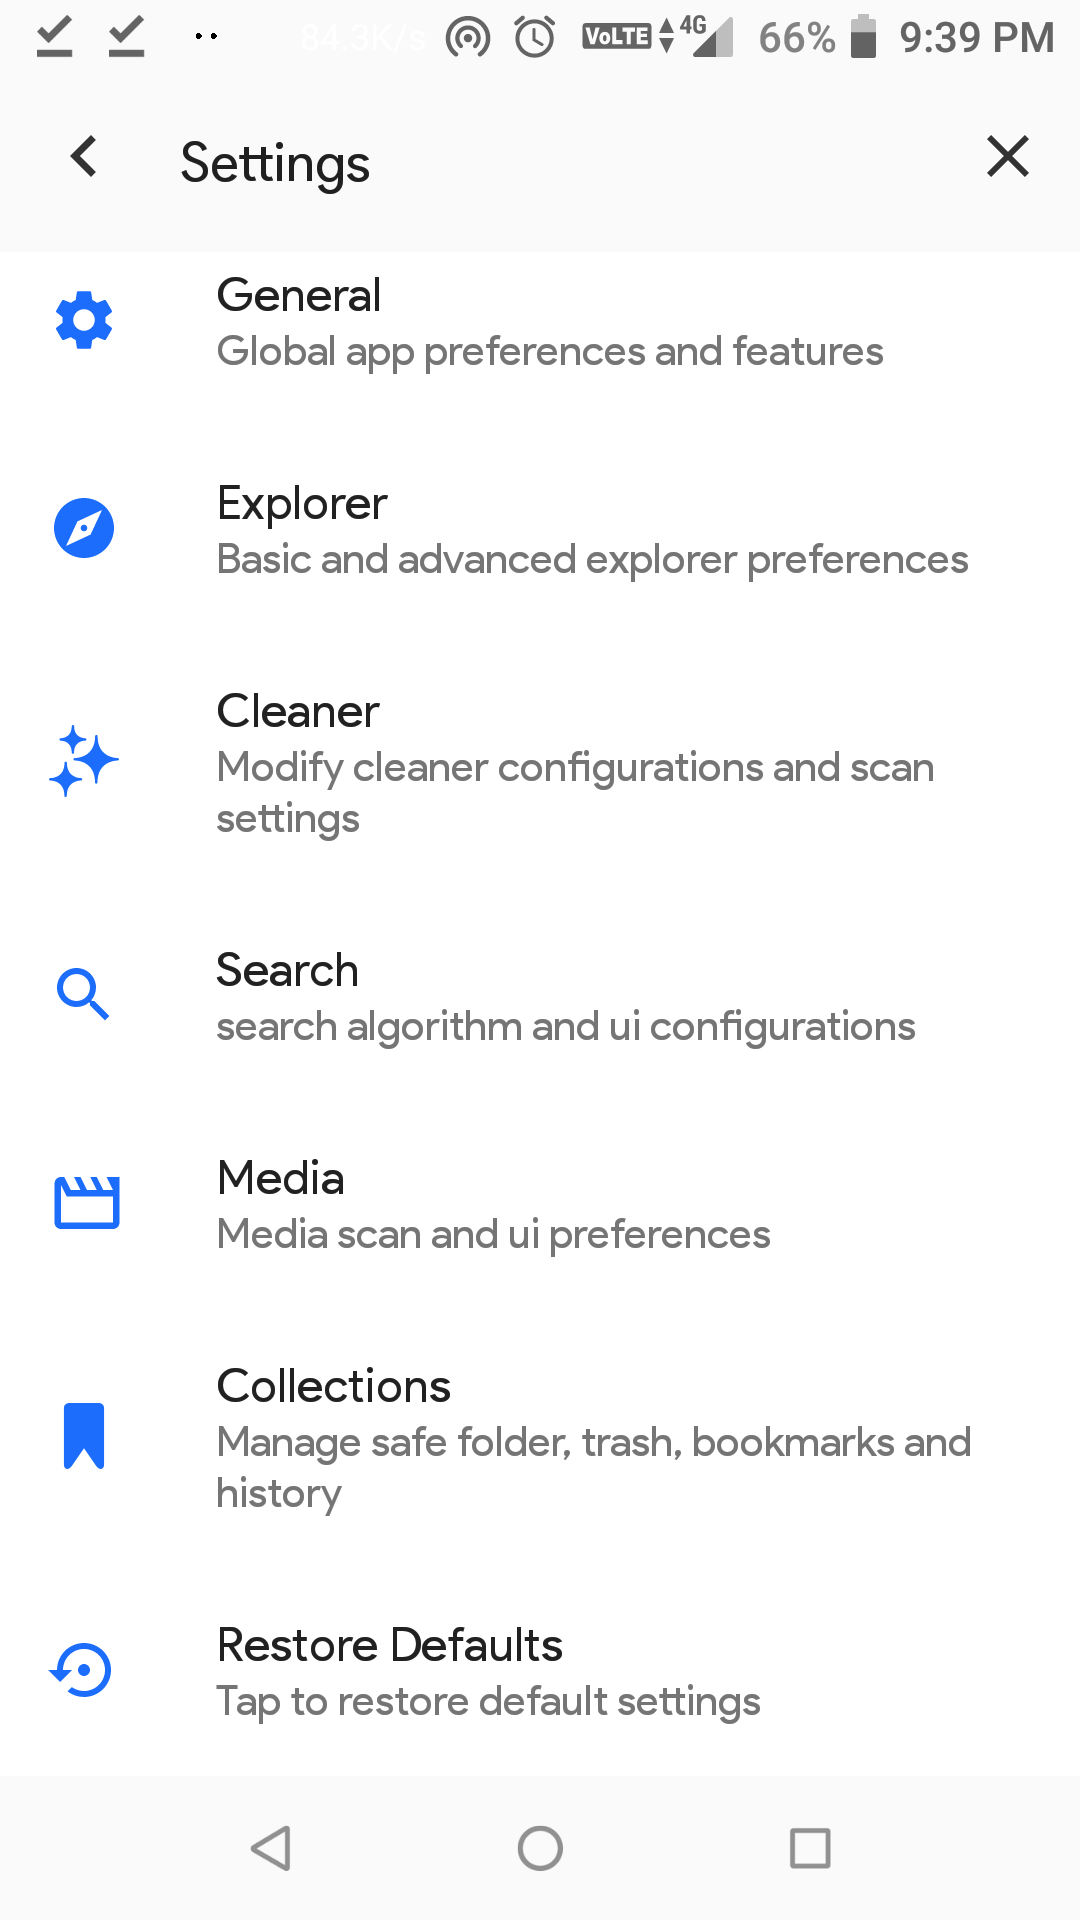 84.3K/s VoLTE 4G 66% 9:39 PM
Settings
General
Global app preferences and features
Explorer
Basic and advanced explorer preferences
Cleaner
Modify cleaner configurations and scan
settings
Search
search algorithm and ui configurations
Media
Media scan and ui preferences
Collections
Manage safe folder, trash, bookmarks and
history
Restore Defaults
Tap to restore default settings